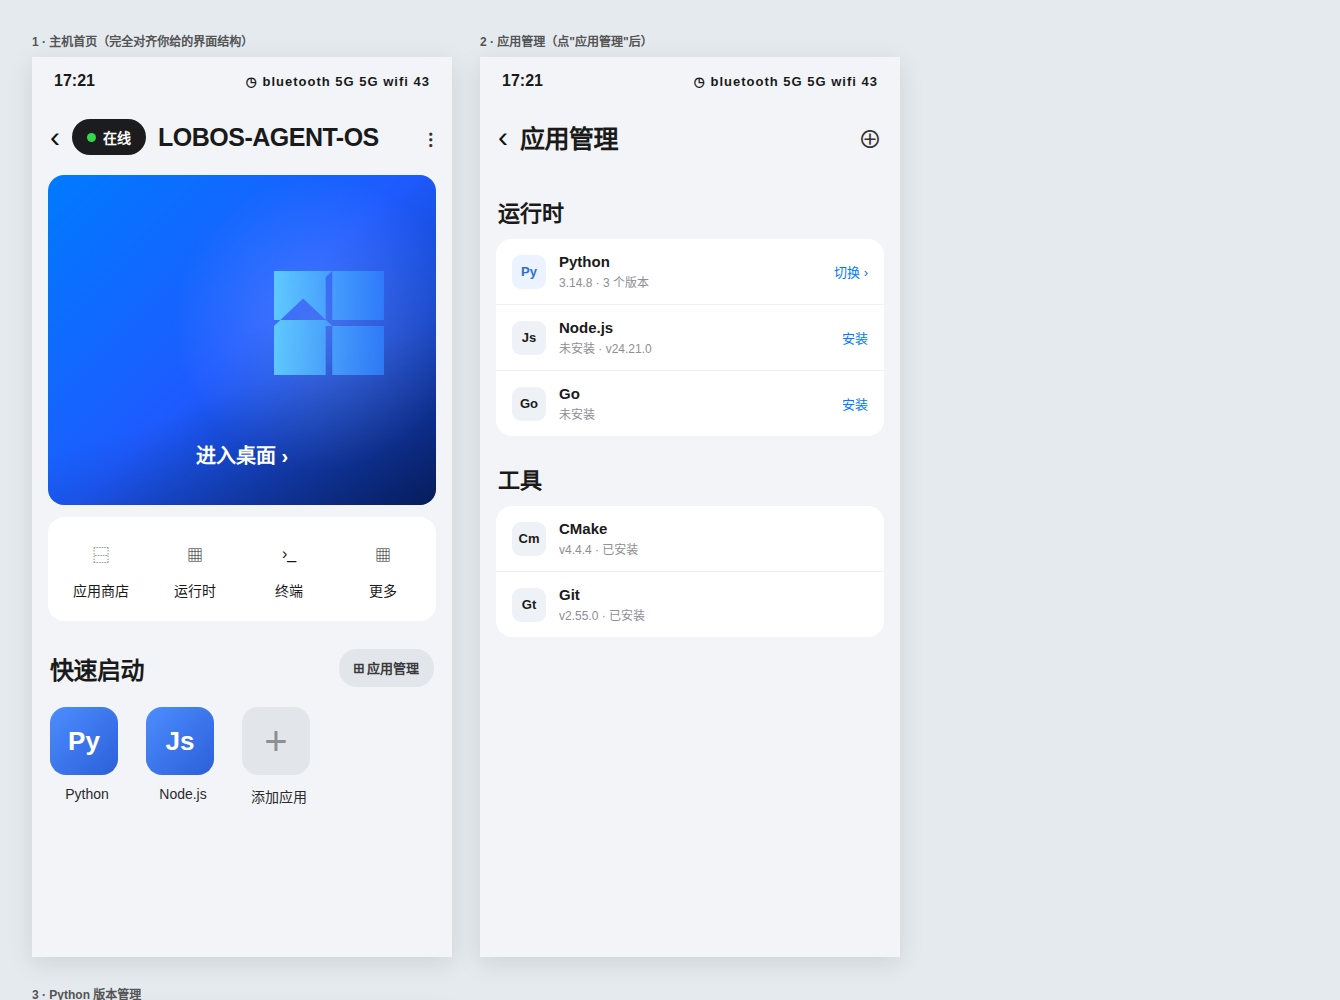 1 · 主机首页（完全对齐你给的界面结构）
17:21
◷ bluetooth 5G 5G wifi 43
‹ 在线 LOBOS-AGENT-OS ⋮
进入桌面 ›
›_
应用商店 运行时 终端 更多
快速启动
⊞ 应用管理
Py Js +
Python Node.js 添加应用
2 · 应用管理（点"应用管理"后）
17:21
◷ bluetooth 5G 5G wifi 43
‹ 应用管理 ⊕
运行时
Py
Python
3.14.8 · 3 个版本
切换 ›
Js
Node.js
未安装 · v24.21.0
安装
Go
Go
未安装
安装
工具
Cm
CMake
v4.4.4 · 已安装
Gt
Git
v2.55.0 · 已安装
3 · Python 版本管理